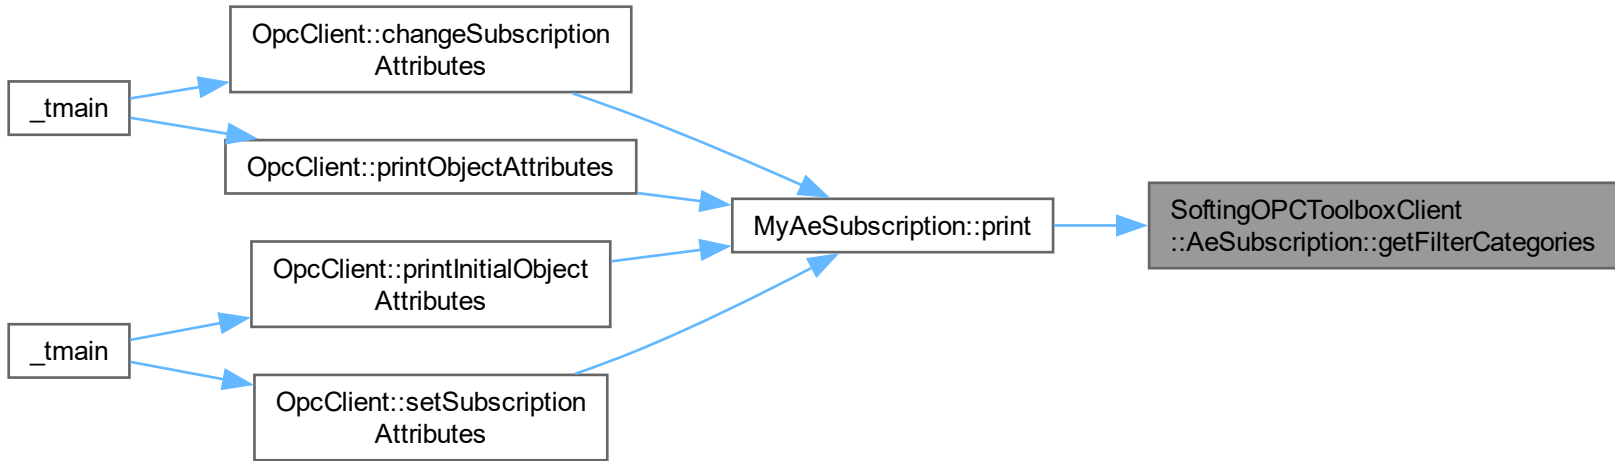 OpcClient::changeSubscription
Attributes
_tmain
OpcClient::printObjectAttributes
MyAeSubscription::print
SoftingOPCToolboxClient
::AeSubscription::getFilterCategories
OpcClient::printInitialObject
Attributes
_tmain
OpcClient::setSubscription
Attributes